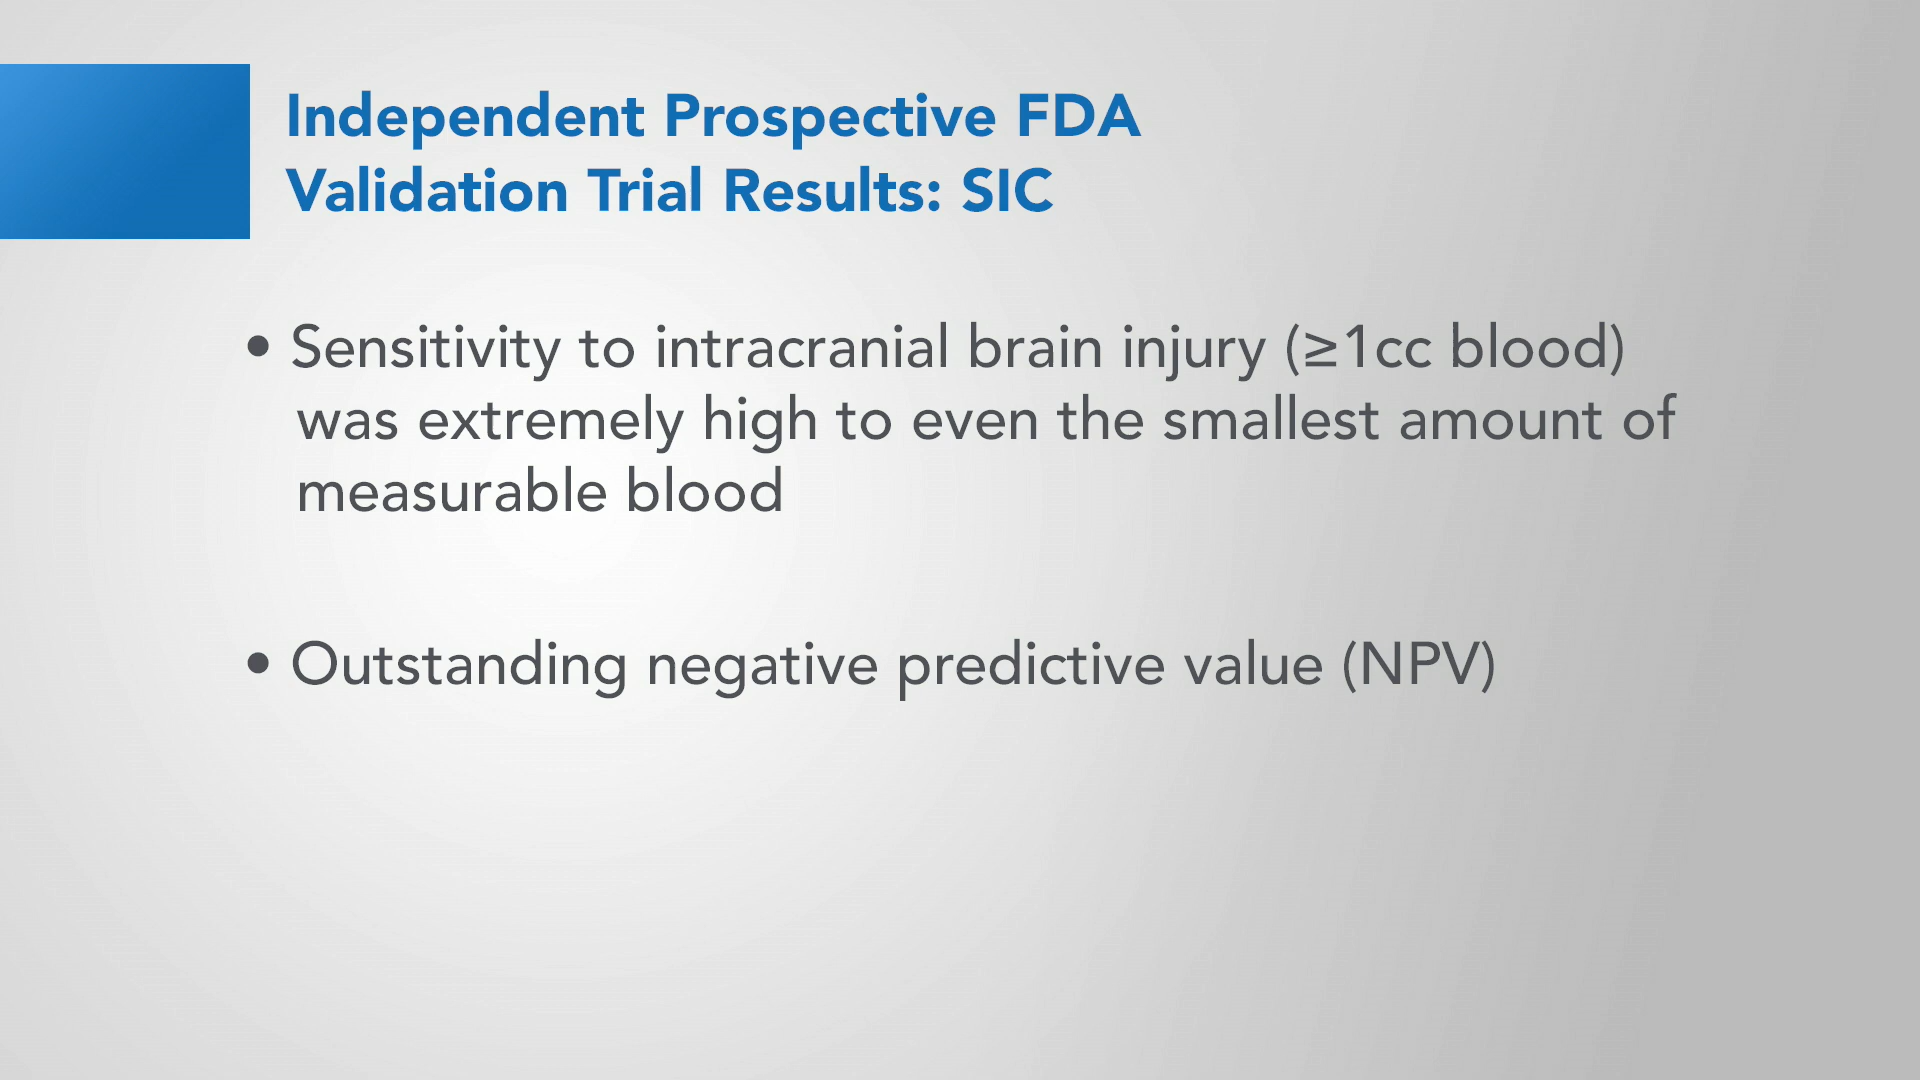 Independent Prospective FDA
Validation Trial Results: SIC
• Sensitivity to intracranial brain injury (≥1cc blood)
was extremely high to even the smallest amount of
measurable blood
• Outstanding negative predictive value (NPV)